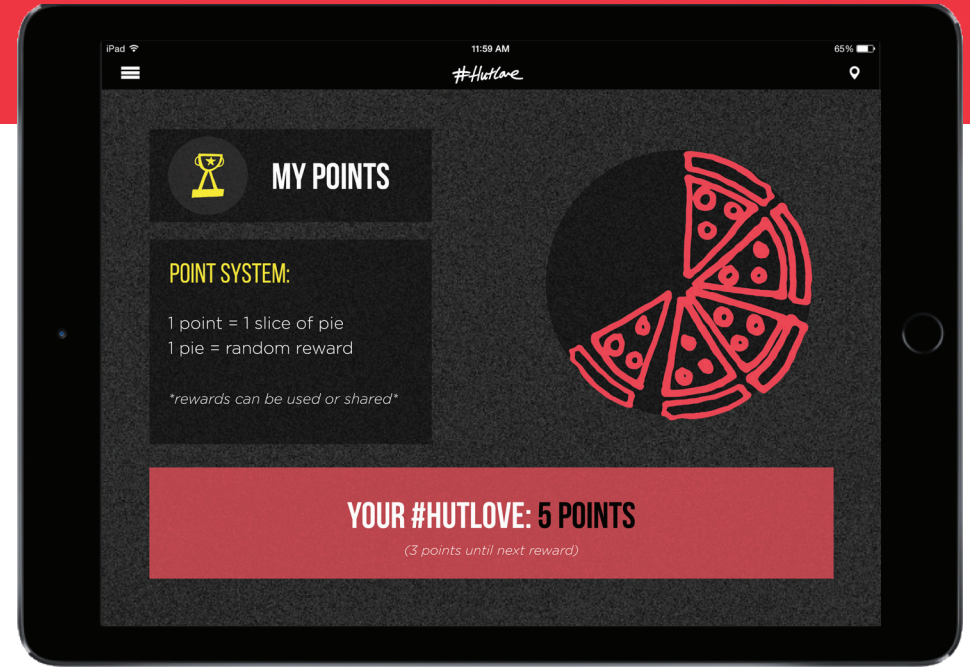 iPad
11:59 AM
65%
#Hutlove
MY POINTS
POINT SYSTEM:
1 point = 1 slice of pie
1 pie = random reward
*rewards can be used or shared*
YOUR #HUTLOVE: 5 POINTS
(3 points until next reward)